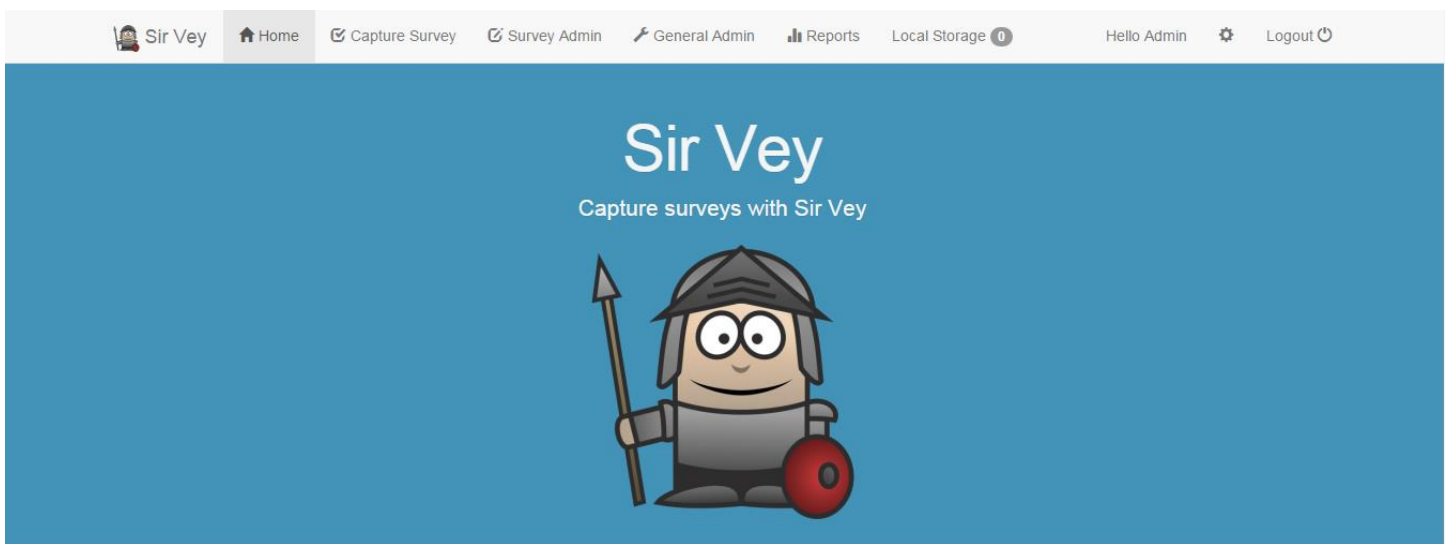 Sir Vey Home Capture Survey Survey Admin General Admin Reports Local Storage 0 Hello Admin Logout
Sir Vey
Capture surveys with Sir Vey